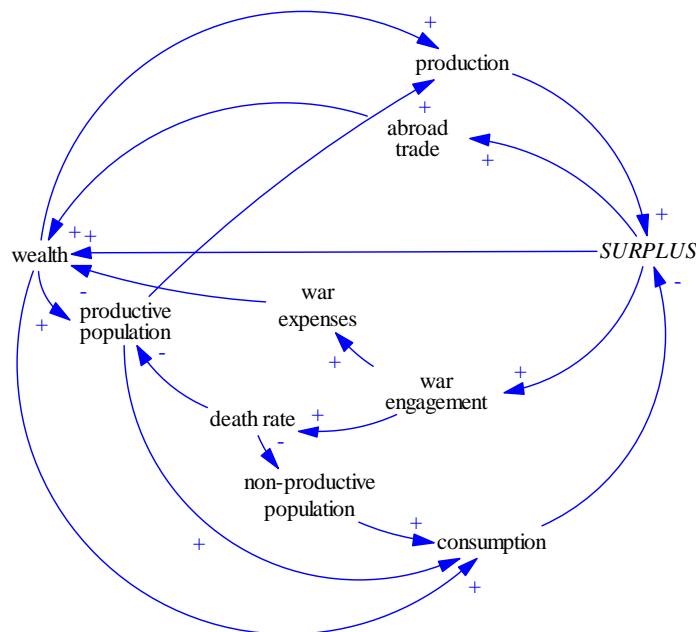 +
production
+
abroad
trade
+
+
++
wealth
SURPLUS
-
-
+
productive
population
war
expenses
-
+
+
war
engagement
death rate
+
-
non-productive
population
+
consumption
+
+